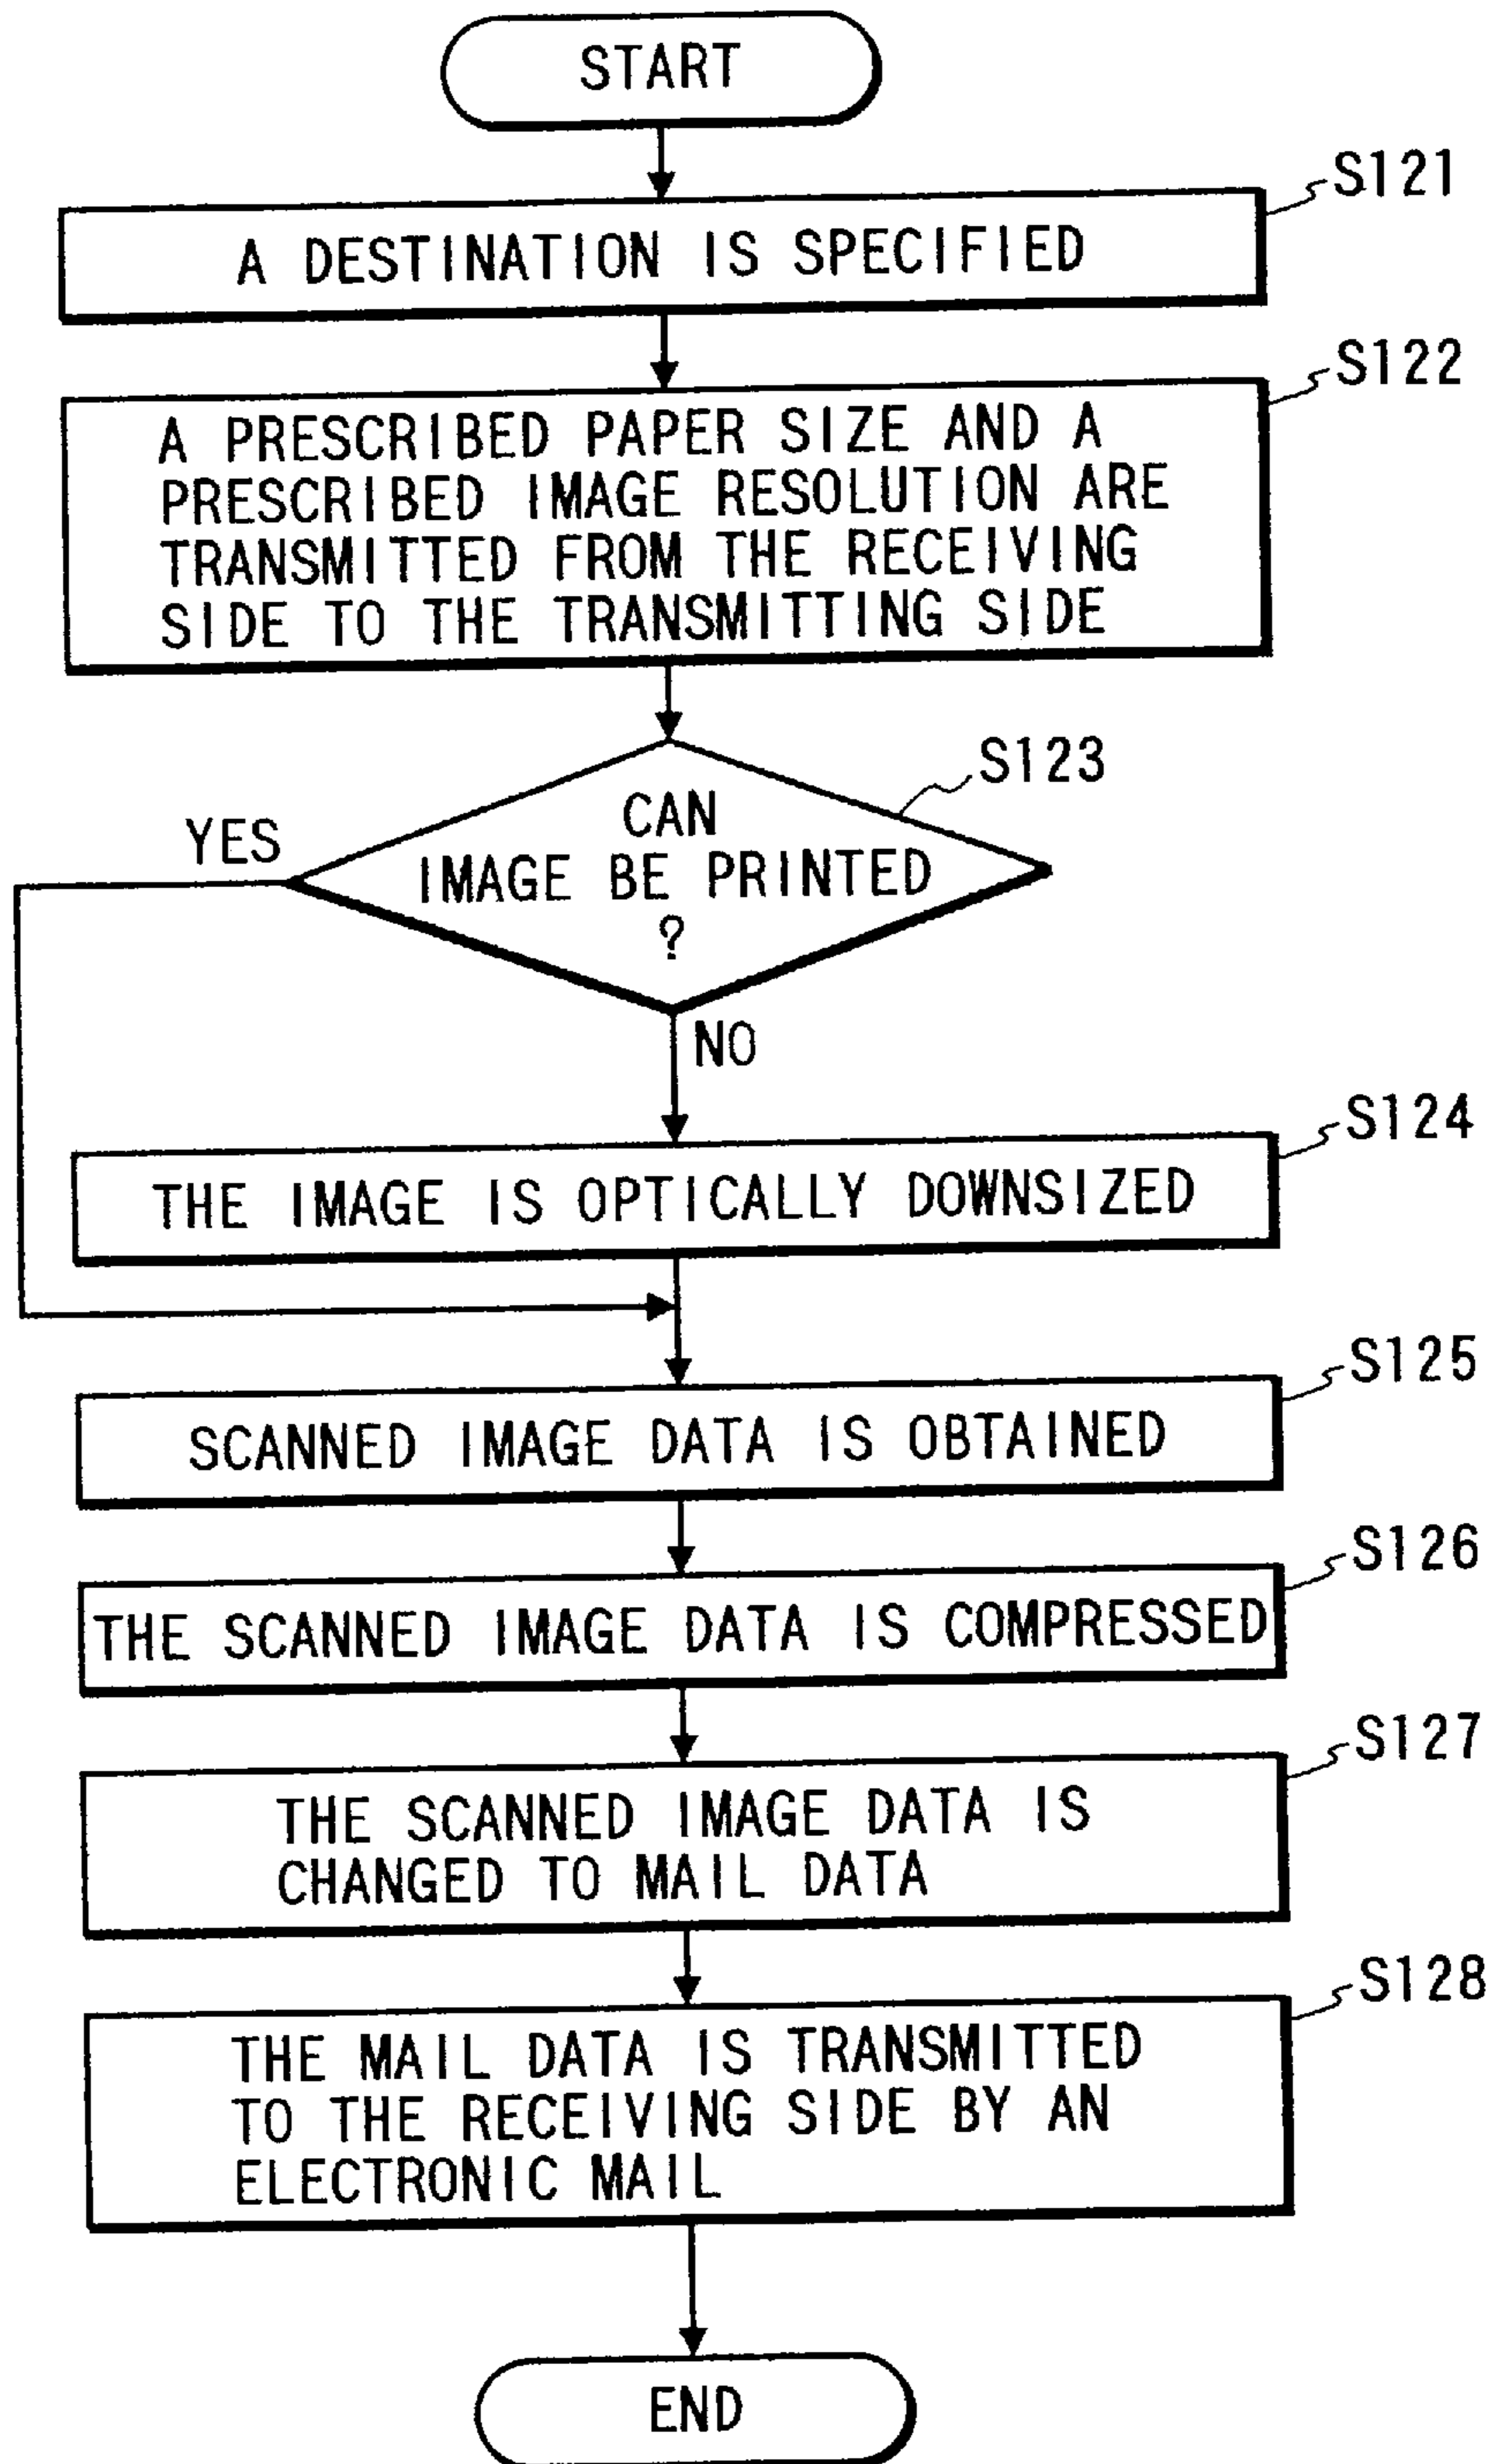 START
S121
A DESTINATION IS SPECIFIED
S122
A PRESCRIBED PAPER SIZE AND A
PRESCRIBED IMAGE RESOLUTION ARE
TRANSMITTED FROM THE RECEIVING
SIDE TO THE TRANSMITTING SIDE
S123
CAN
YES
IMAGE BE PRINTED
?
NO
S124
THE IMAGE IS OPTICALLY DOWNSIZED
S125
SCANNED IMAGE DATA IS OBTAINED
S126
THE SCANNED IMAGE DATA IS COMPRESSED
S127
THE SCANNED IMAGE DATA IS
CHANGED TO MAIL DATA
S128
THE MAIL DATA IS TRANSMITTED
TO THE RECEIVING SIDE BY AN
ELECTRONIC MAIL
END